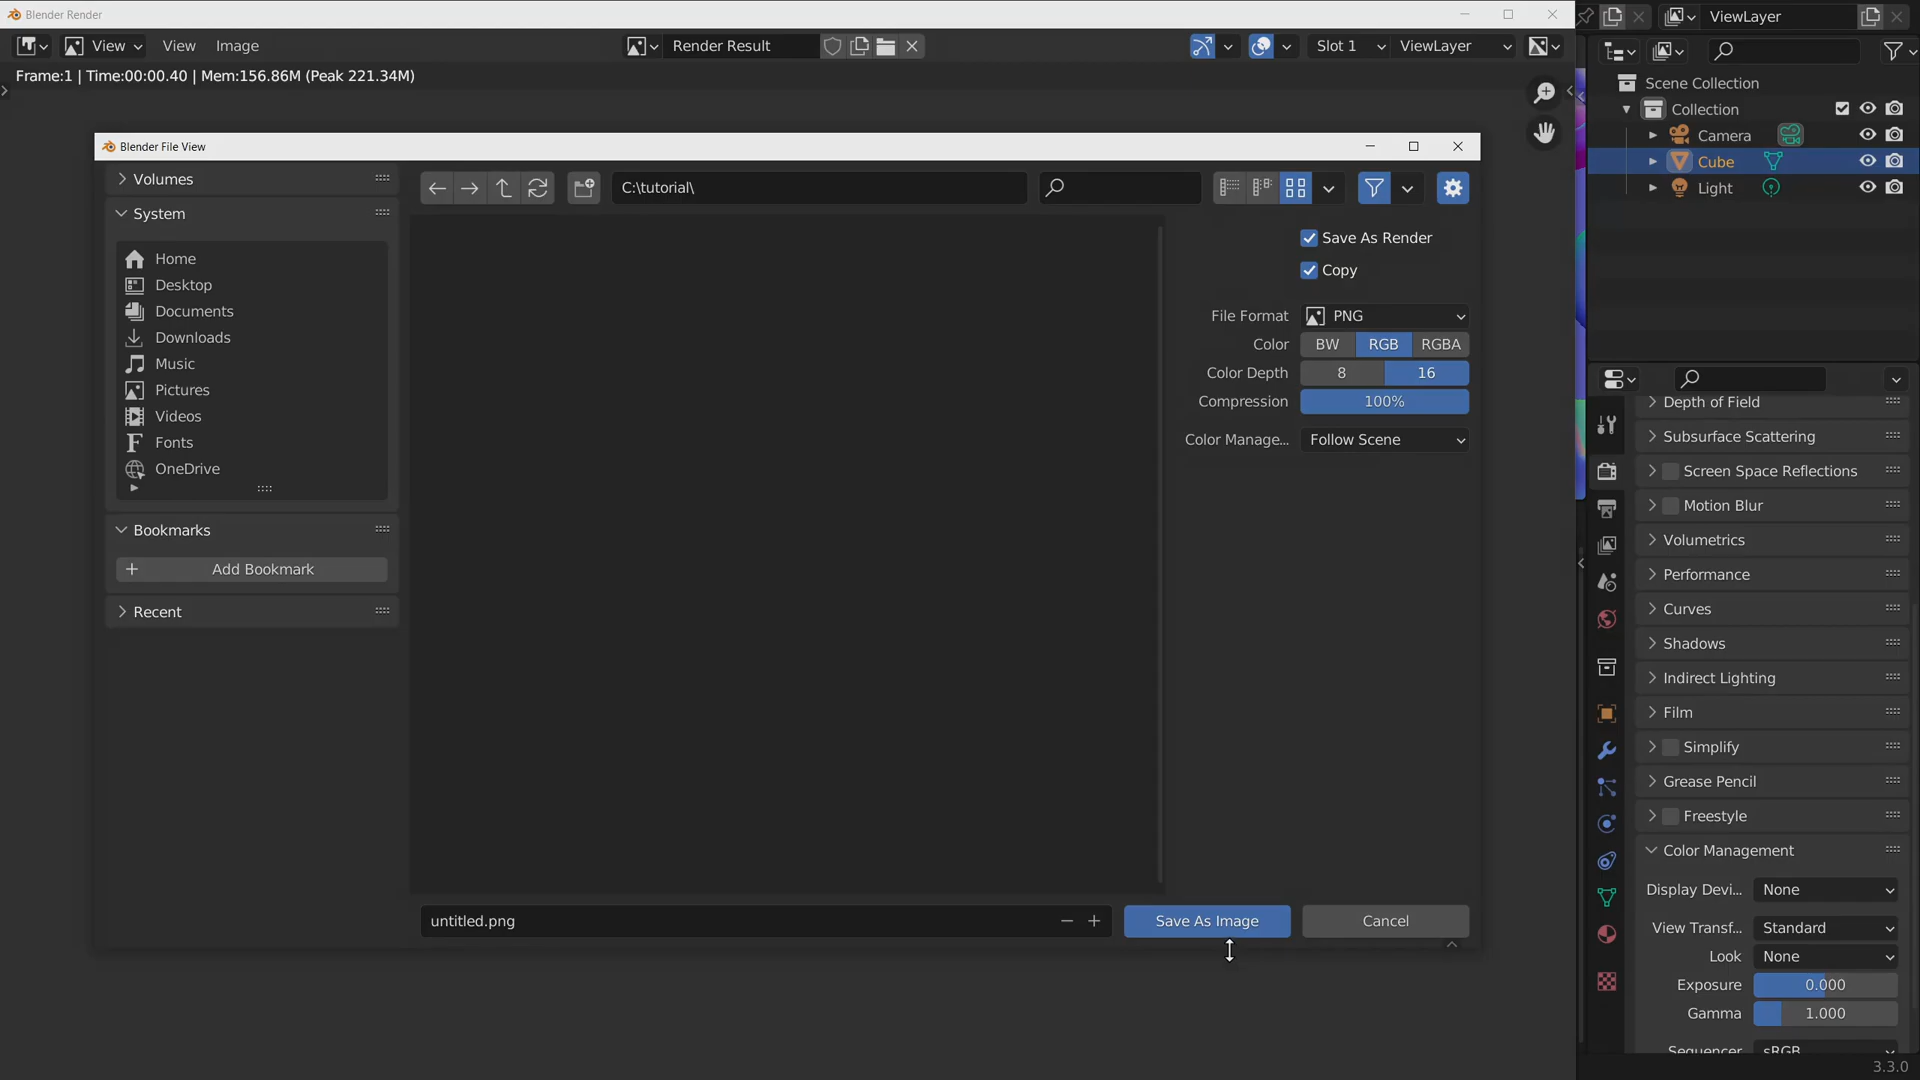 Blender Render
View View Image Render Result Slot 1 ViewLayer
Frame:1 | Time:00:00.40 | Mem:156.86M (Peak 221.34M)
Blender File View
Volumes
System
Home
Desktop
Documents
Downloads
Music
Pictures
Videos
Fonts
OneDrive
Bookmarks
Add Bookmark
Recent
C:\tutorial\
Save As Render
Copy
File Format PNG
Color BW RGB RGBA
Color Depth 8 16
Compression 100%
Color Manage... Follow Scene
untitled.png
Save As Image
Cancel
ViewLayer
Scene Collection
Collection
Camera
Cube
Light
Depth of Field
Subsurface Scattering
Screen Space Reflections
Motion Blur
Volumetrics
Performance
Curves
Shadows
Indirect Lighting
Film
Simplify
Grease Pencil
Freestyle
Color Management
Display Devi... None
View Transf... Standard
Look None
Exposure 0.000
Gamma 1.000
Sequencer sRGB
3.3.0